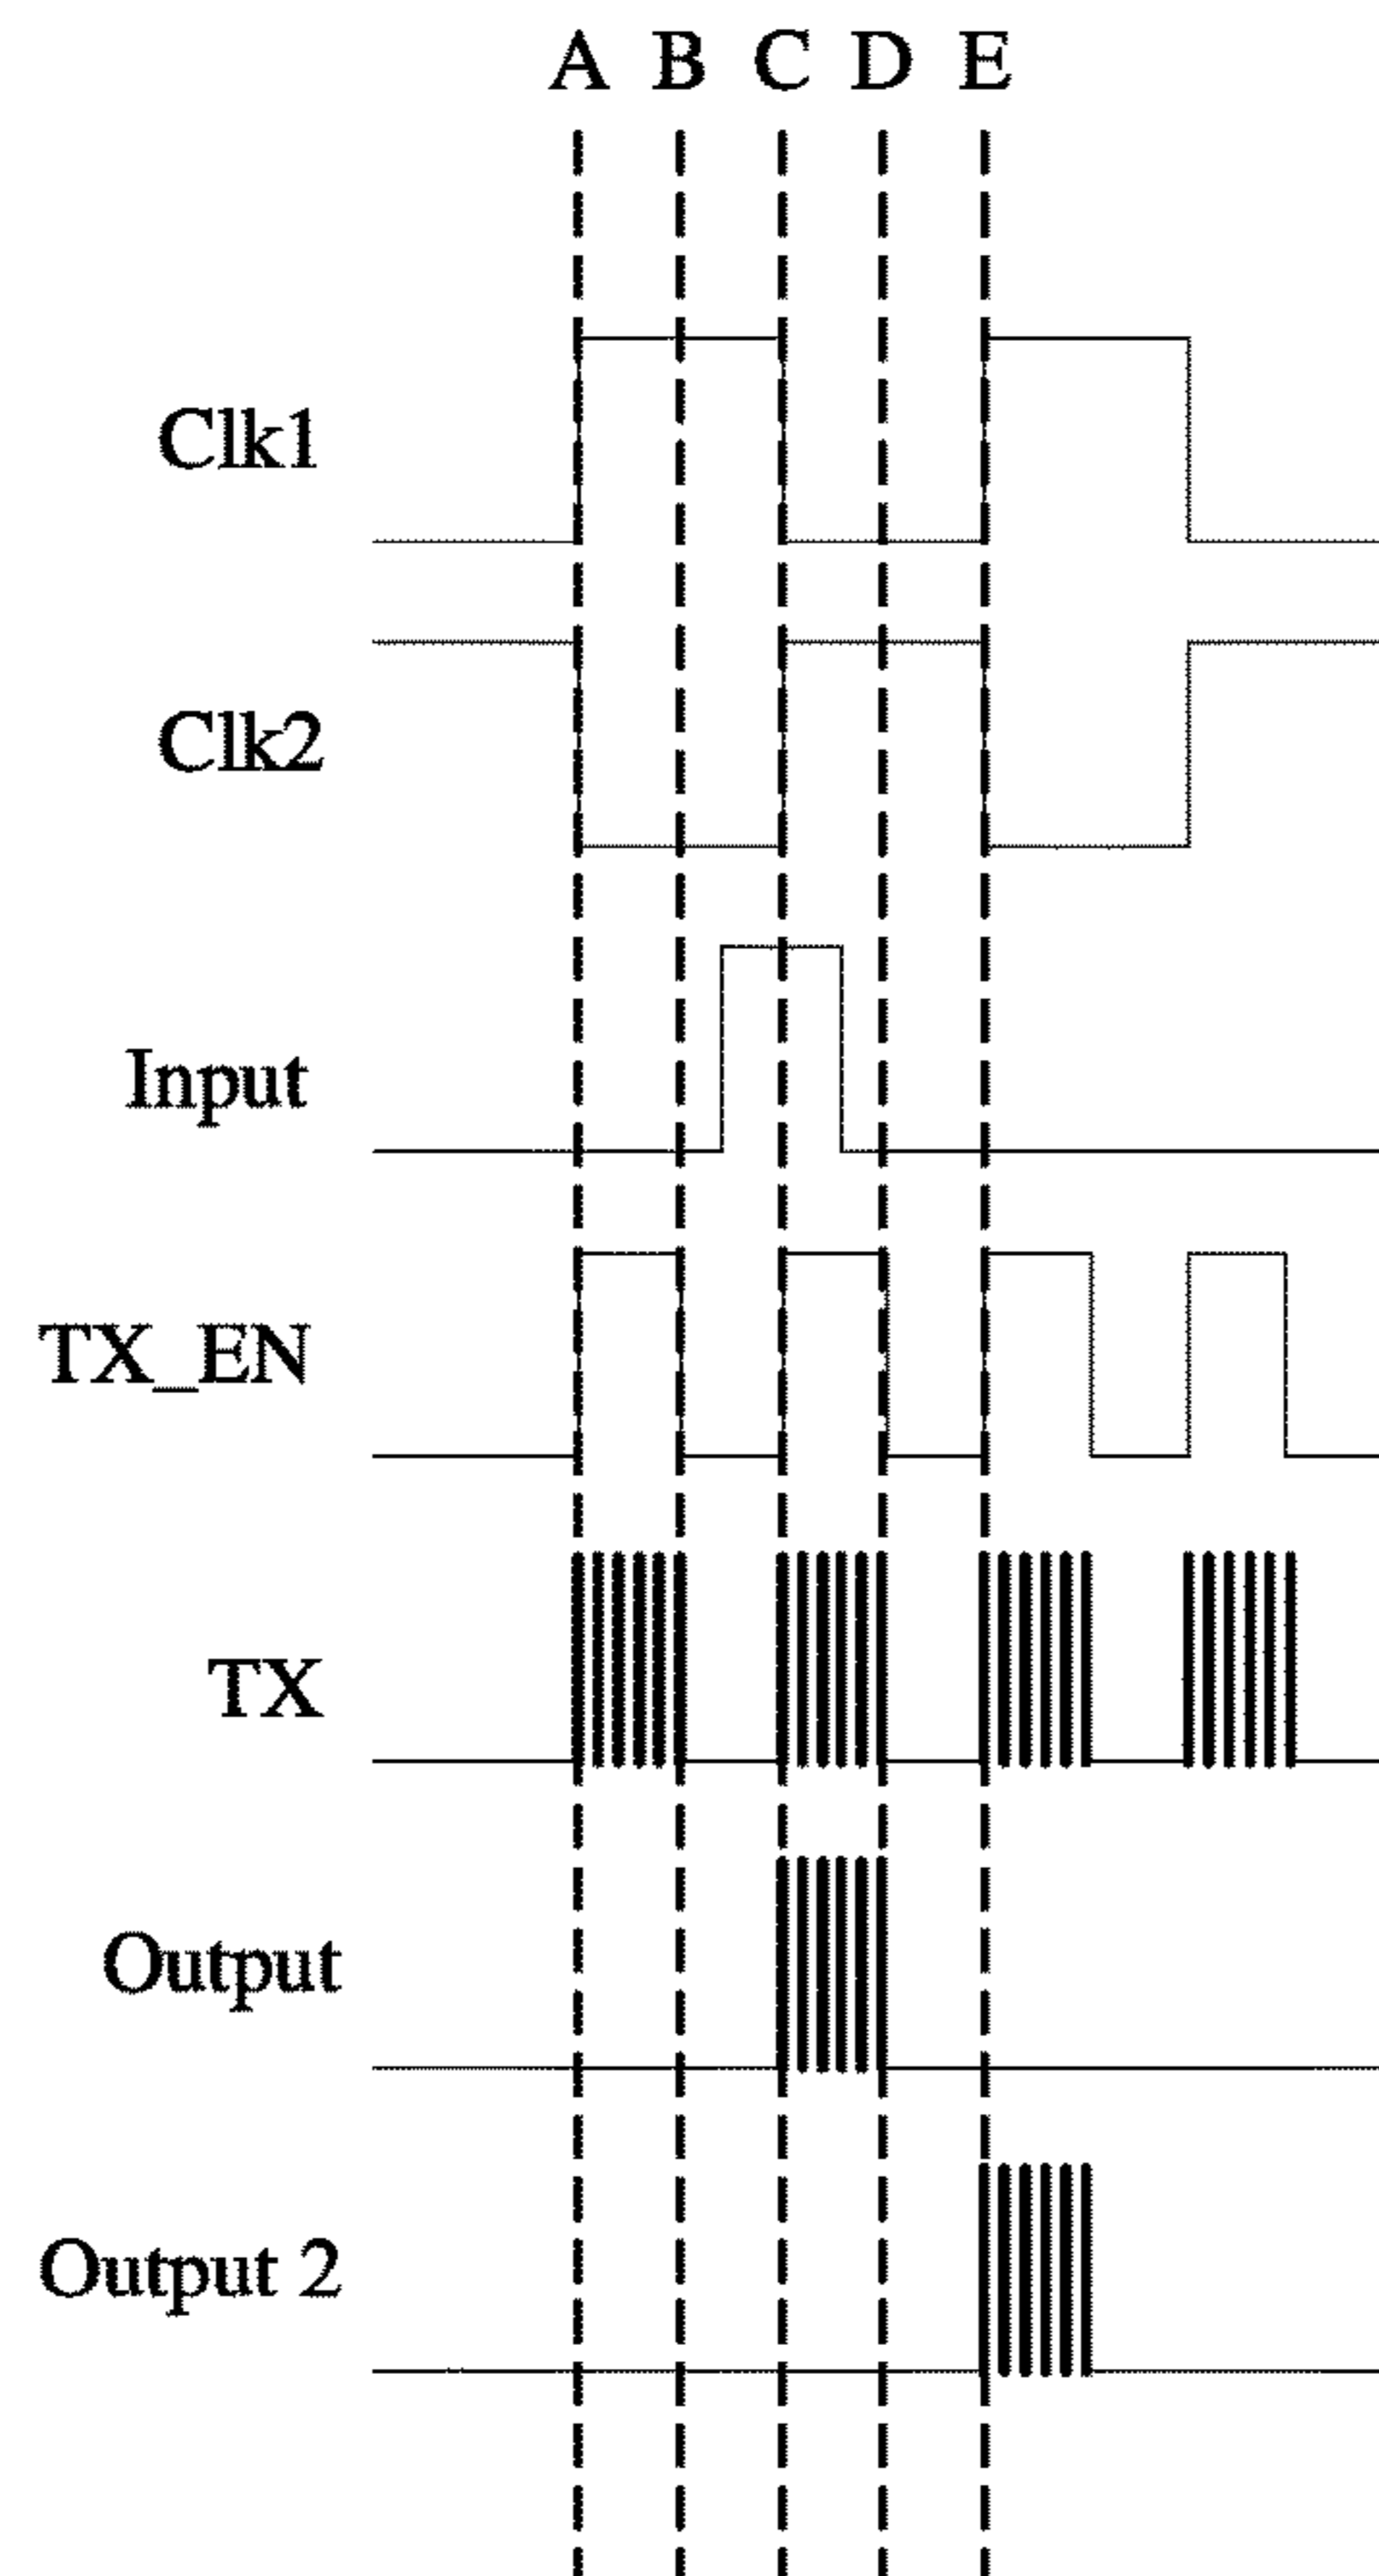 A B C D E
Clk1
Clk2
Input
TX_EN
TX
Output
Output 2